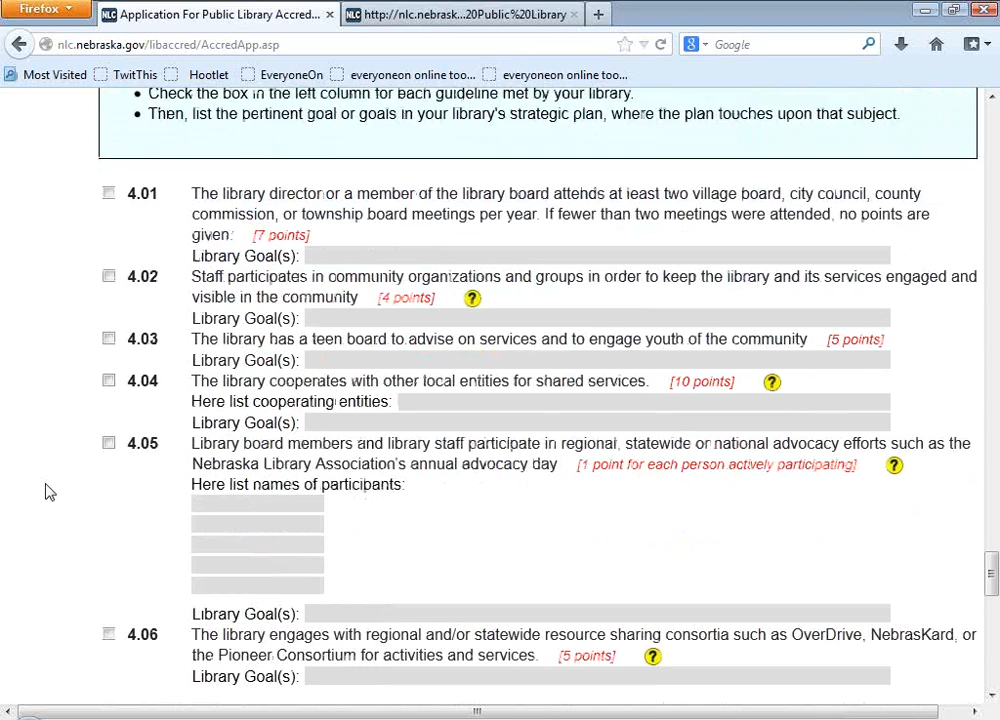 Firefox
Application For Public Library Accred...
http://nlc.nebrask...20Public%20Library
nlc.nebraska.gov/libaccred/AccredApp.asp
Google
Most Visited TwitThis Hootlet EveryoneOn everyoneon online too... everyoneon online too...
• Check the box in the left column for each guideline met by your library.
• Then, list the pertinent goal or goals in your library's strategic plan, where the plan touches upon that subject.
4.01 The library director or a member of the library board attends at least two village board, city council, county
commission, or township board meetings per year. If fewer than two meetings were attended, no points are
given: [7 points]
Library Goal(s):
4.02 Staff participates in community organizations and groups in order to keep the library and its services engaged and
visible in the community [4 points] ?
Library Goal(s):
4.03 The library has a teen board to advise on services and to engage youth of the community [5 points]
Library Goal(s):
4.04 The library cooperates with other local entities for shared services. [10 points] ?
Here list cooperating entities:
Library Goal(s):
4.05 Library board members and library staff participate in regional, statewide or national advocacy efforts such as the
Nebraska Library Association's annual advocacy day [1 point for each person actively participating] ?
Here list names of participants:
Library Goal(s):
4.06 The library engages with regional and/or statewide resource sharing consortia such as OverDrive, NebrasKard, or
the Pioneer Consortium for activities and services. [5 points] ?
Library Goal(s):